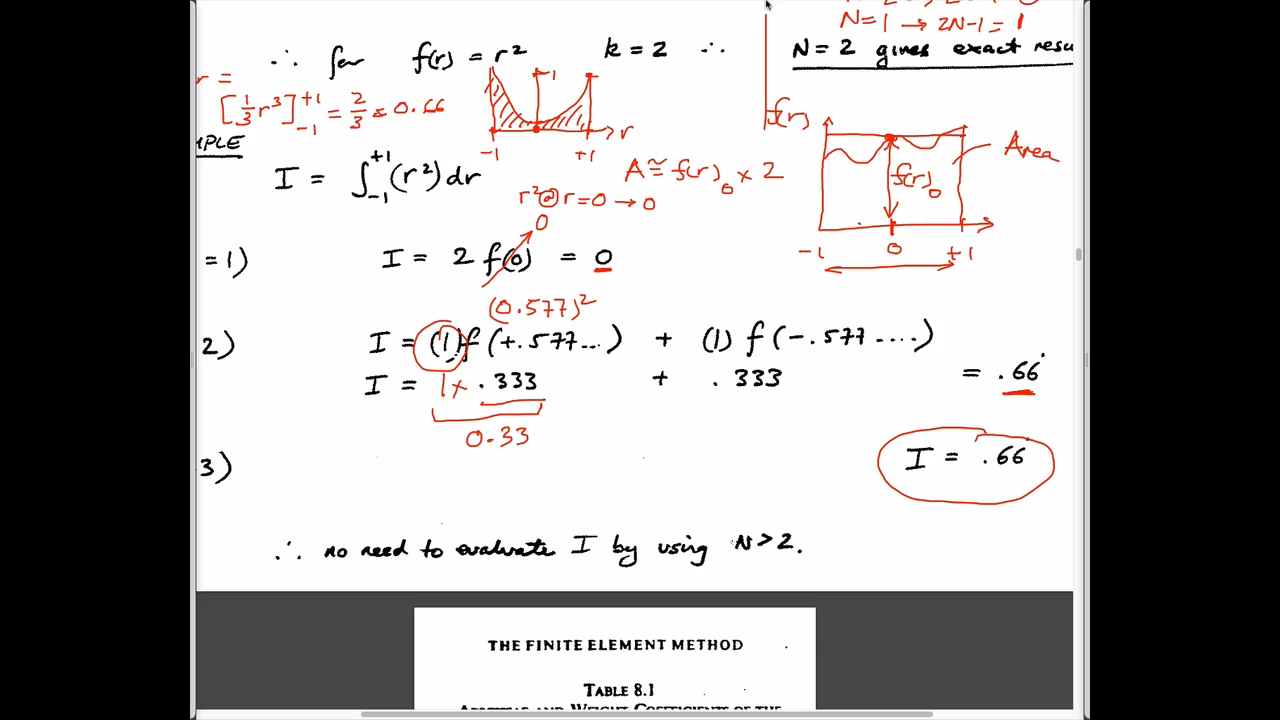 N=1 → 2N-1 = 1
∴ for f(r) = r² k = 2 ∴ N = 2 gives exact resu
r =
[⅓ r³]₋₁⁺¹ = 2/3 ≈ 0.66
-1
r
-1 +1
f(r)
Area
f(r)₀
-1 0 +1
MPLE
I = ∫₋₁⁺¹ (r²) dr
A ≅ f(r)₀ × 2
r² @ r=0 → 0
0
= 1) I = 2 f(0) = 0
(0.577)²
2) I = (1) f (+.577...) + (1) f (-.577....)
I = 1× .333 + .333 = .66
0.33
3) I = .66
∴ no need to evaluate I by using N > 2.
THE FINITE ELEMENT METHOD
TABLE 8.1